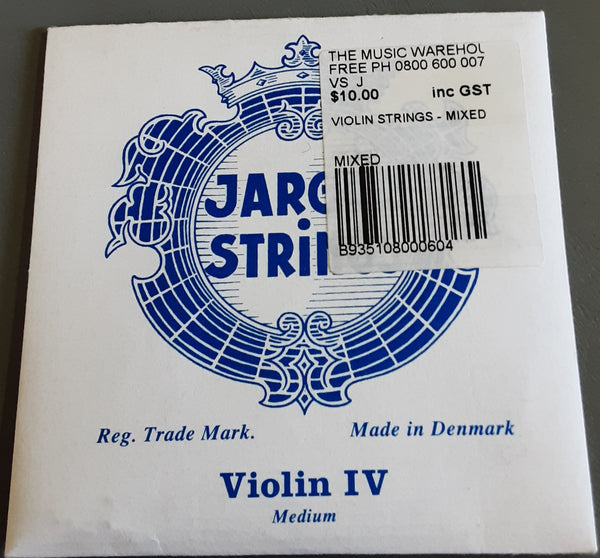 THE MUSIC WAREHOU
FREE PH 0800 600 007
VS J
$10.00 inc GST
VIOLIN STRINGS - MIXED
MIXED
B935108000604
JARG
STRiN
Reg. Trade Mark. Made in Denmark
Violin IV
Medium